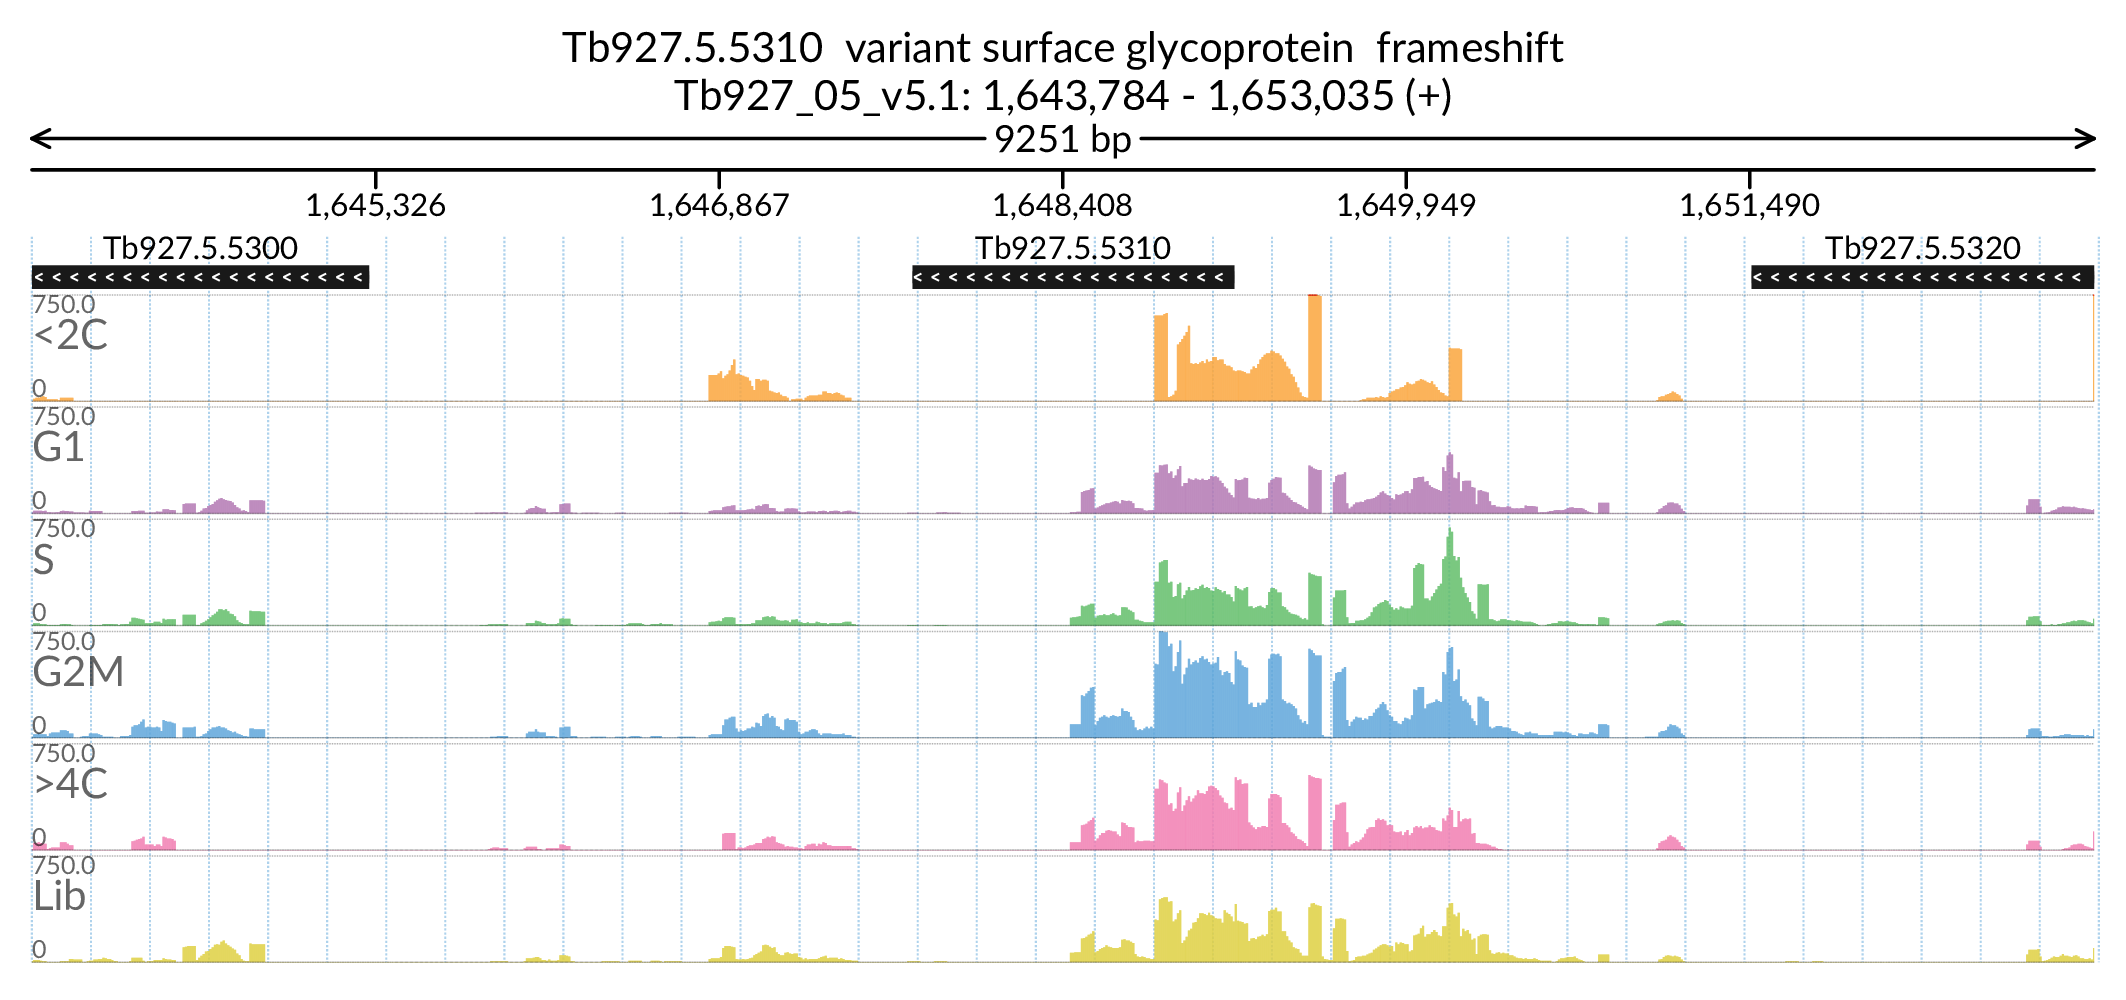 Tb927.5.5310  variant surface glycoprotein  frameshift
Tb927_05_v5.1: 1,643,784 - 1,653,035 (+)
9251 bp
1,645,326 1,646,867 1,648,408 1,649,949 1,651,490
Tb927.5.5300 Tb927.5.5310 Tb927.5.5320
750.0
<2C
0
750.0
G1
0
750.0
S
0
750.0
G2M
0
750.0
>4C
0
750.0
Lib
0